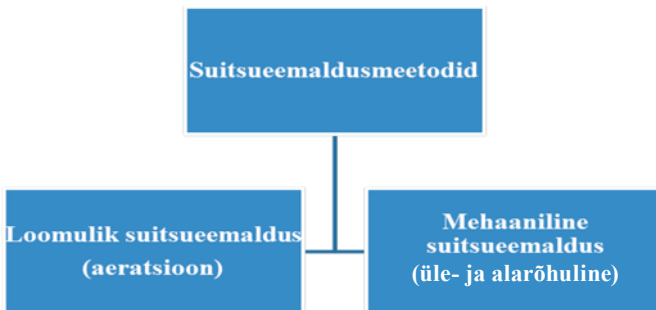 Suitsueemaldusmeetodid
Loomulik suitsueemaldus
(aeratsioon)
Mehaaniline
suitsueemaldus
(üle- ja alarõhuline)